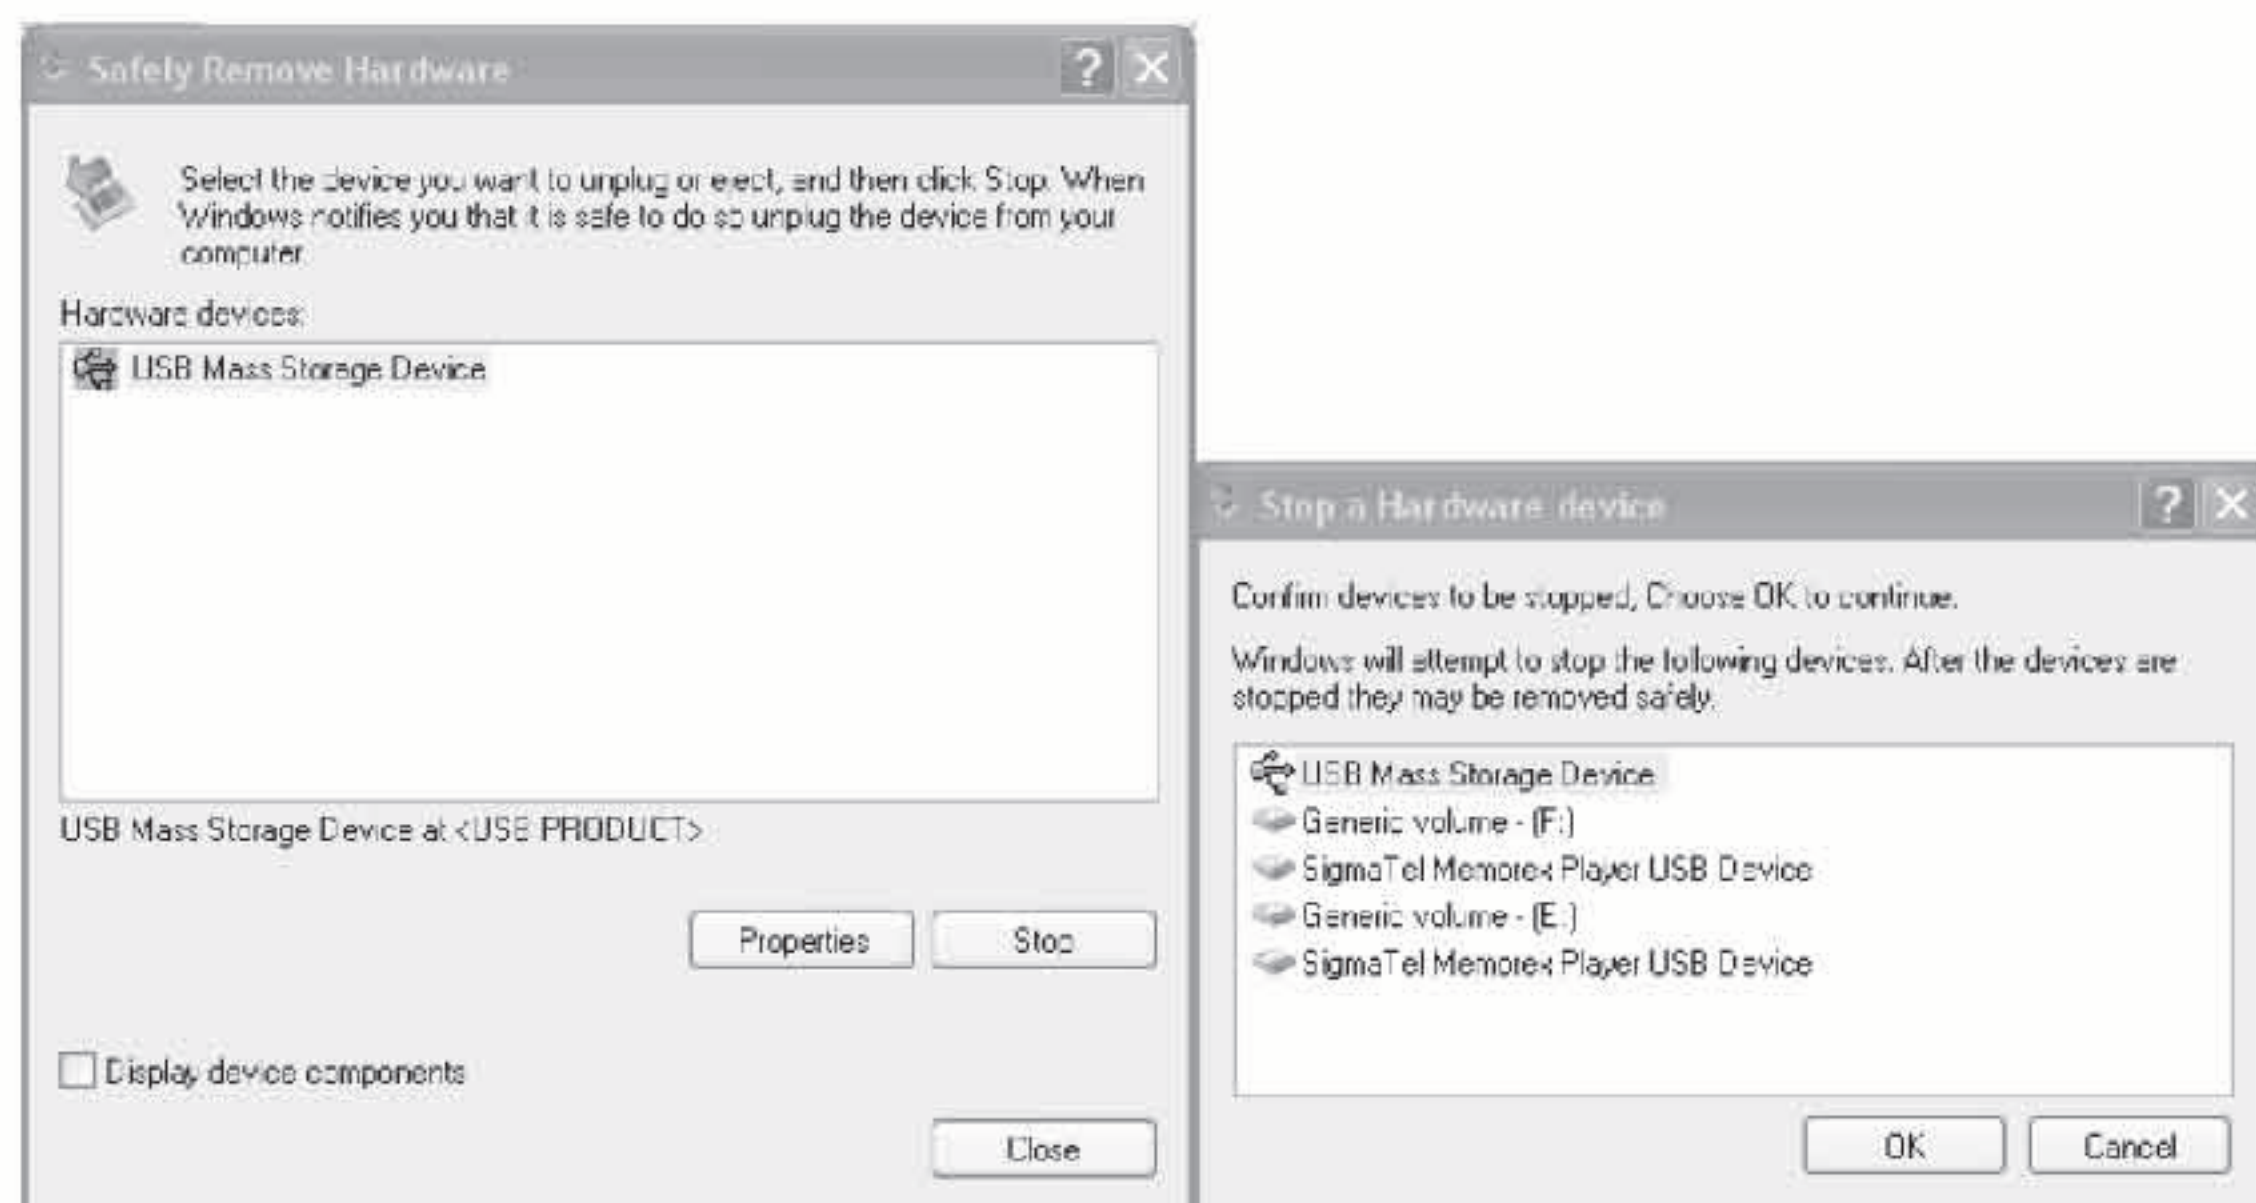 Safely Remove Hardware
Select the device you want to unplug or eject, and then click Stop. When
Windows notifies you that it is safe to do so unplug the device from your
computer.
Hardware devices:
USB Mass Storage Device
USB Mass Storage Device at <USB PRODUCT>
Properties
Stop
Display device components
Close
Stop a Hardware device
Confirm devices to be stopped, Choose OK to continue.
Windows will attempt to stop the following devices. After the devices are
stopped they may be removed safely.
USB Mass Storage Device
Generic volume - (F:)
SigmaTel Memorex Player USB Device
Generic volume - (E:)
SigmaTel Memorex Player USB Device
OK
Cancel